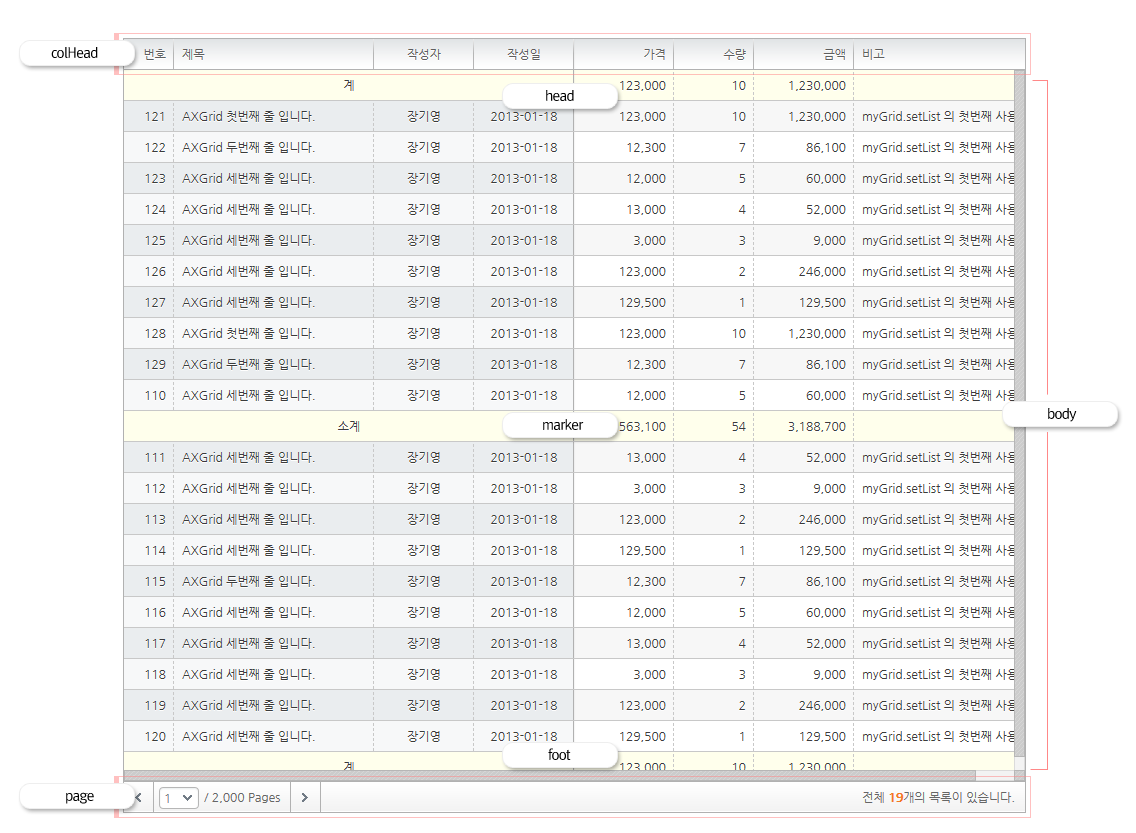 colHead 번호 제목 작성자 작성일 가격 수량 금액 비고
계 123,000 10 1,230,000
head
121 AXGrid 첫번째 줄 입니다. 장기영 2013-01-18 123,000 10 1,230,000 myGrid.setList 의 첫번째 사용
122 AXGrid 두번째 줄 입니다. 장기영 2013-01-18 12,300 7 86,100 myGrid.setList 의 첫번째 사용
123 AXGrid 세번째 줄 입니다. 장기영 2013-01-18 12,000 5 60,000 myGrid.setList 의 첫번째 사용
124 AXGrid 세번째 줄 입니다. 장기영 2013-01-18 13,000 4 52,000 myGrid.setList 의 첫번째 사용
125 AXGrid 세번째 줄 입니다. 장기영 2013-01-18 3,000 3 9,000 myGrid.setList 의 첫번째 사용
126 AXGrid 세번째 줄 입니다. 장기영 2013-01-18 123,000 2 246,000 myGrid.setList 의 첫번째 사용
127 AXGrid 세번째 줄 입니다. 장기영 2013-01-18 129,500 1 129,500 myGrid.setList 의 첫번째 사용
128 AXGrid 첫번째 줄 입니다. 장기영 2013-01-18 123,000 10 1,230,000 myGrid.setList 의 첫번째 사용
129 AXGrid 두번째 줄 입니다. 장기영 2013-01-18 12,300 7 86,100 myGrid.setList 의 첫번째 사용
110 AXGrid 세번째 줄 입니다. 장기영 2013-01-18 12,000 5 60,000 myGrid.setList 의 첫번째 사용
body
소계 marker 563,100 54 3,188,700
111 AXGrid 세번째 줄 입니다. 장기영 2013-01-18 13,000 4 52,000 myGrid.setList 의 첫번째 사용
112 AXGrid 세번째 줄 입니다. 장기영 2013-01-18 3,000 3 9,000 myGrid.setList 의 첫번째 사용
113 AXGrid 세번째 줄 입니다. 장기영 2013-01-18 123,000 2 246,000 myGrid.setList 의 첫번째 사용
114 AXGrid 세번째 줄 입니다. 장기영 2013-01-18 129,500 1 129,500 myGrid.setList 의 첫번째 사용
115 AXGrid 두번째 줄 입니다. 장기영 2013-01-18 12,300 7 86,100 myGrid.setList 의 첫번째 사용
116 AXGrid 세번째 줄 입니다. 장기영 2013-01-18 12,000 5 60,000 myGrid.setList 의 첫번째 사용
117 AXGrid 세번째 줄 입니다. 장기영 2013-01-18 13,000 4 52,000 myGrid.setList 의 첫번째 사용
118 AXGrid 세번째 줄 입니다. 장기영 2013-01-18 3,000 3 9,000 myGrid.setList 의 첫번째 사용
119 AXGrid 세번째 줄 입니다. 장기영 2013-01-18 123,000 2 246,000 myGrid.setList 의 첫번째 사용
120 AXGrid 세번째 줄 입니다. 장기영 2013-01-18 129,500 1 129,500 myGrid.setList 의 첫번째 사용
foot
계 123,000 10 1,230,000
page 1 / 2,000 Pages 전체 19개의 목록이 있습니다.